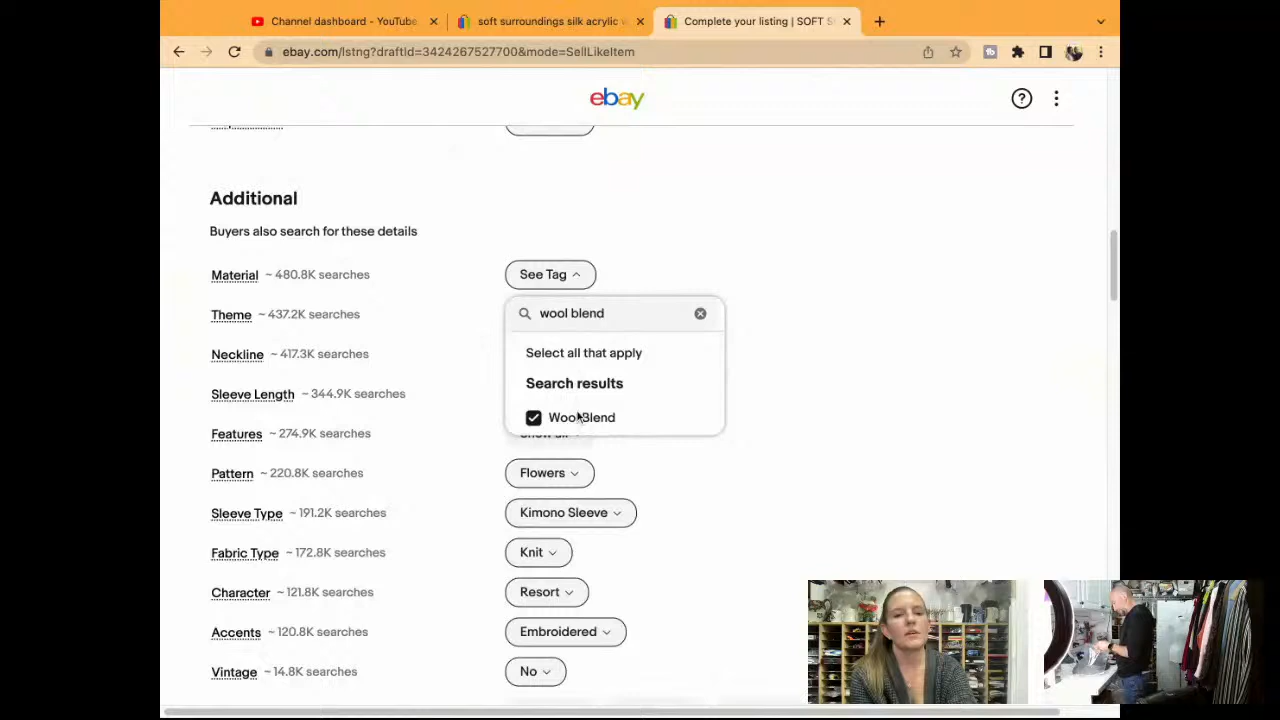 Channel dashboard - YouTube
soft surroundings silk acrylic
Complete your listing | SOFT S
ebay.com/lstng?draftId=3424267527700&mode=SellLikeItem
ebay
Additional
Buyers also search for these details
Material ~ 480.8K searches See Tag
Theme ~ 437.2K searches wool blend
Neckline ~ 417.3K searches Select all that apply
Search results
Sleeve Length ~ 344.9K searches
Wool Blend
Features ~ 274.9K searches
Pattern ~ 220.8K searches Flowers
Sleeve Type ~ 191.2K searches Kimono Sleeve
Fabric Type ~ 172.8K searches Knit
Character ~ 121.8K searches Resort
Accents ~ 120.8K searches Embroidered
Vintage ~ 14.8K searches No